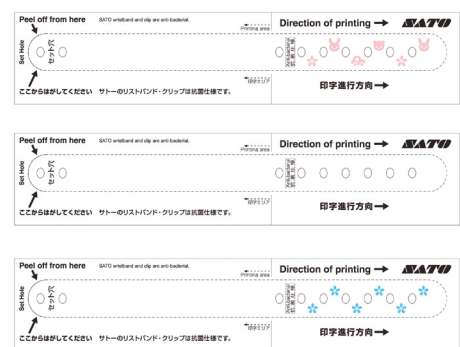 Peel off from here
SATO wristband and clip are anti-bacterial.
Printing area
Direction of printing
SATO
Set Hole
セット穴
Anti-bacterial
抗菌仕様
印字エリア
ここからはがしてください サトーのリストバンド・クリップは抗菌仕様です。
印字進行方向
Peel off from here
SATO wristband and clip are anti-bacterial.
Printing area
Direction of printing
SATO
Set Hole
セット穴
Anti-bacterial
抗菌仕様
印字エリア
ここからはがしてください サトーのリストバンド・クリップは抗菌仕様です。
印字進行方向
Peel off from here
SATO wristband and clip are anti-bacterial.
Printing area
Direction of printing
SATO
Set Hole
セット穴
Anti-bacterial
抗菌仕様
印字エリア
ここからはがしてください サトーのリストバンド・クリップは抗菌仕様です。
印字進行方向